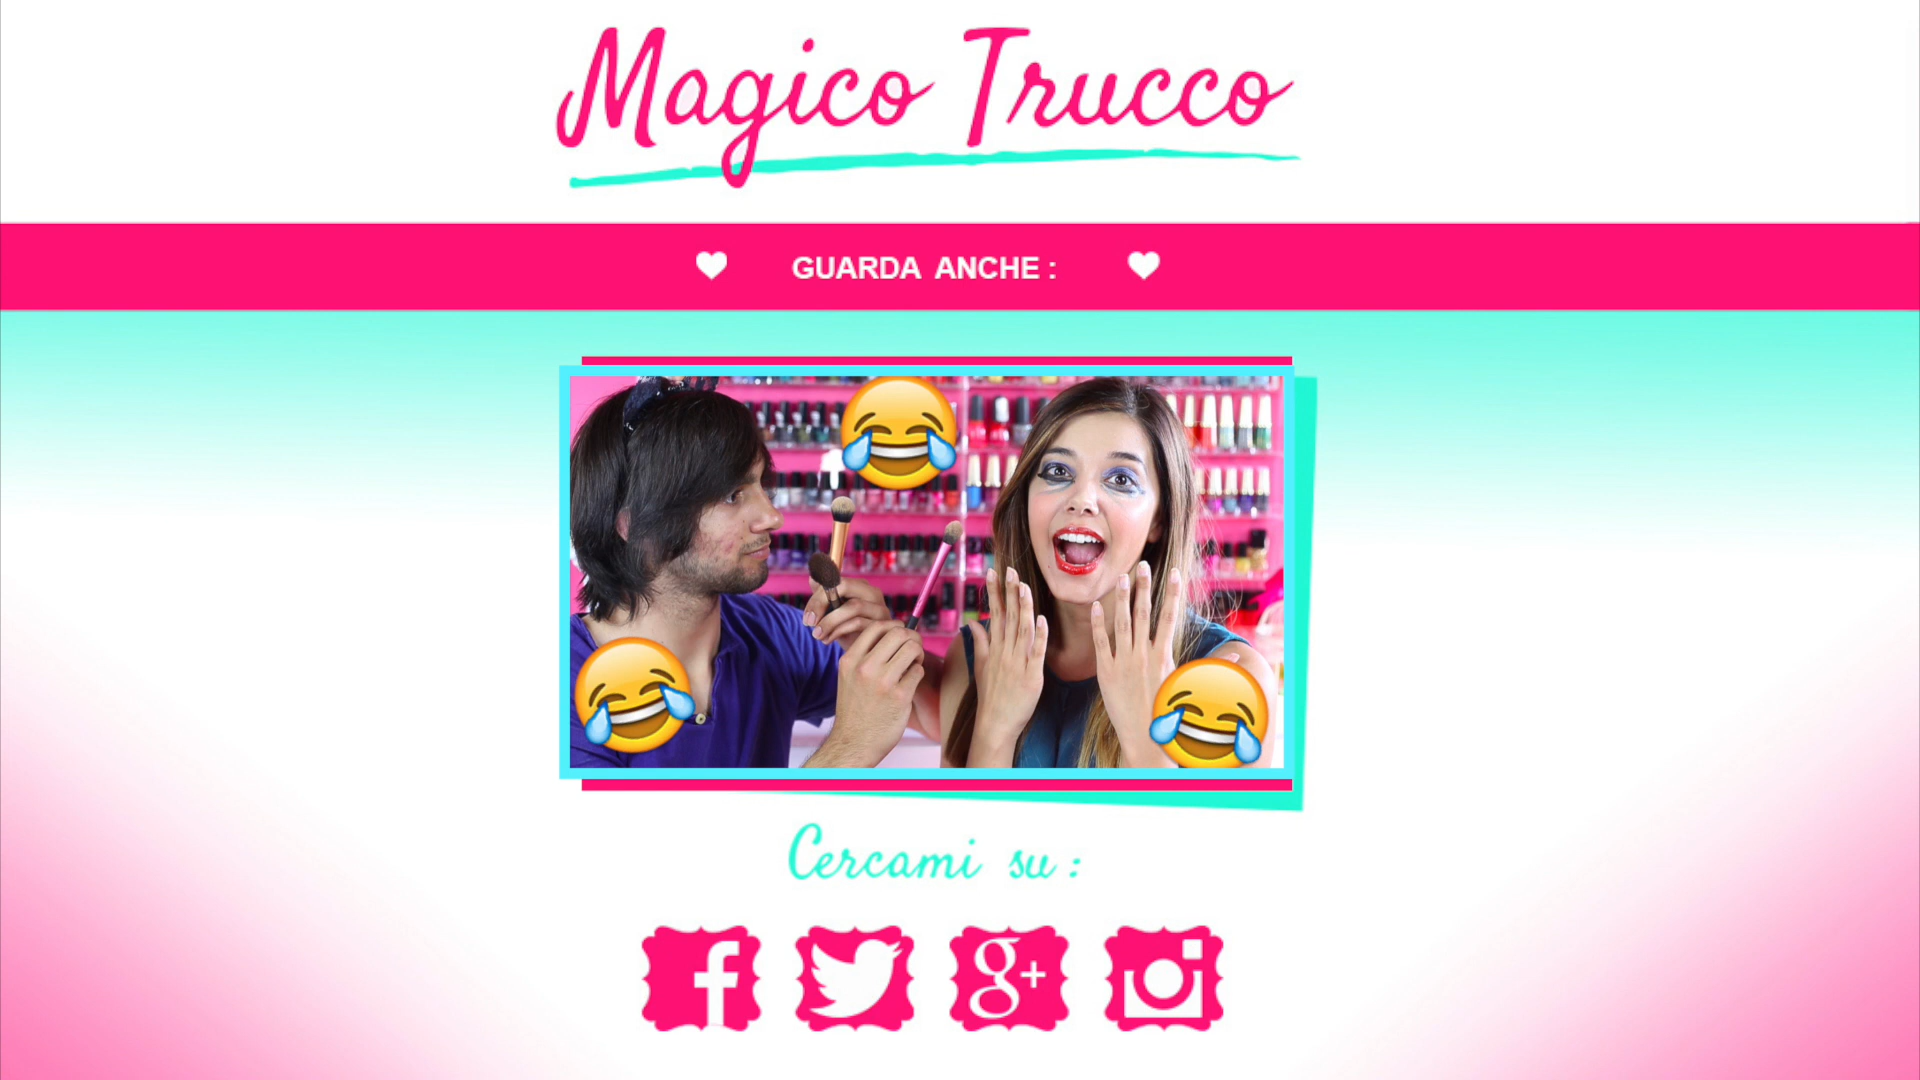 Magico Trucco
GUARDA ANCHE :
Cercami su :
f
g+